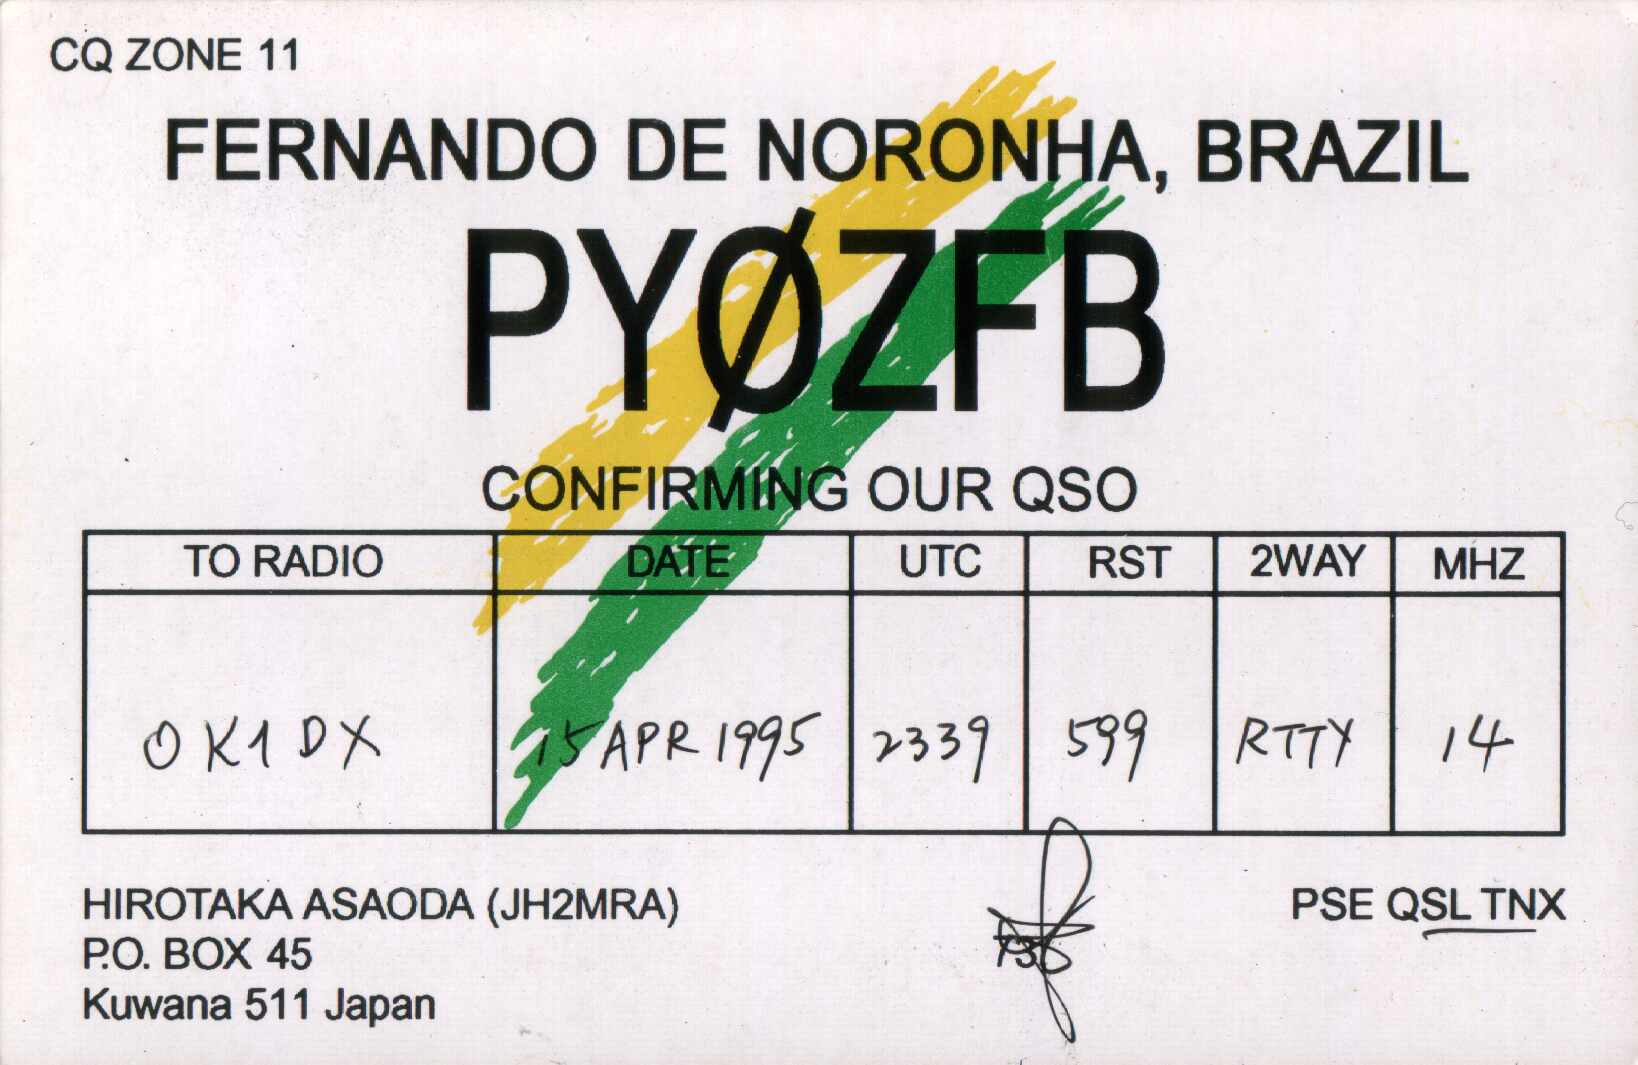 CQ ZONE 11
FERNANDO DE NORONHA, BRAZIL
PYØZFB
CONFIRMING OUR QSO
TO RADIO DATE UTC RST 2WAY MHZ
OK1DX 15 APR 1995 2339 599 RTTY 14
HIROTAKA ASAODA (JH2MRA) PSE QSL TNX
P.O. BOX 45
Kuwana 511 Japan